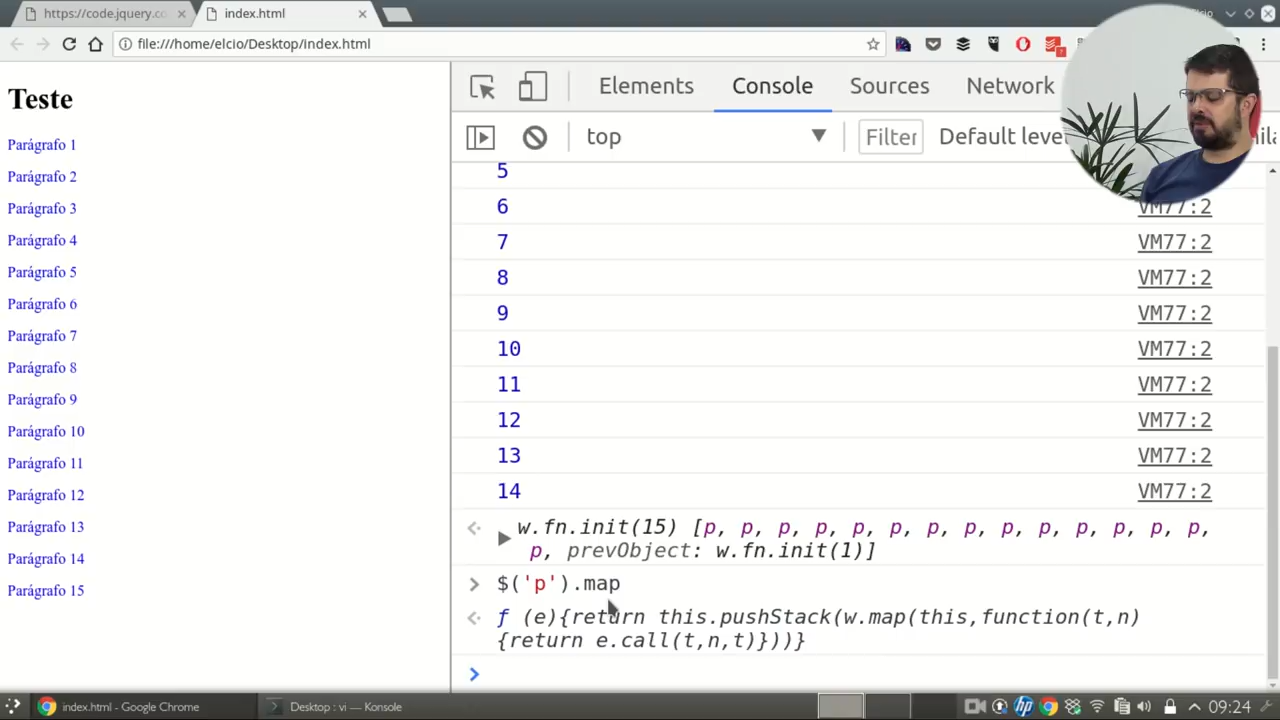 https://code.jquery.co
index.html
file:///home/elcio/Desktop/index.html
Teste
Parágrafo 1
Parágrafo 2
Parágrafo 3
Parágrafo 4
Parágrafo 5
Parágrafo 6
Parágrafo 7
Parágrafo 8
Parágrafo 9
Parágrafo 10
Parágrafo 11
Parágrafo 12
Parágrafo 13
Parágrafo 14
Parágrafo 15
Elements Console Sources Network
top Filter Default leve
5
6 VM77:2
7 VM77:2
8 VM77:2
9 VM77:2
10 VM77:2
11 VM77:2
12 VM77:2
13 VM77:2
14 VM77:2
w.fn.init(15) [p, p, p, p, p, p, p, p, p, p, p, p, p, p,
p, prevObject: w.fn.init(1)]
$('p').map
ƒ (e){return this.pushStack(w.map(this,function(t,n)
{return e.call(t,n,t)}))}
index.html - Google Chrome
Desktop : vi — Konsole
hp
09:24